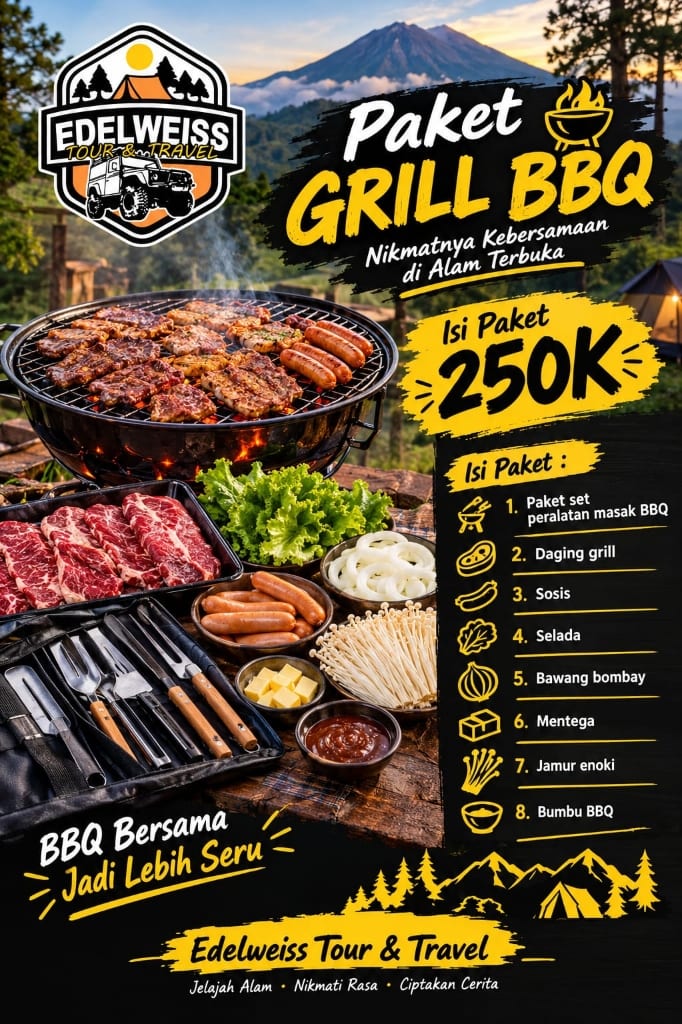 EDELWEISS
TOUR & TRAVEL
Paket
GRILL BBQ
Nikmatnya Kebersamaan
di Alam Terbuka
Isi Paket
250K
Isi Paket :
1. Paket set
peralatan masak BBQ
2. Daging grill
3. Sosis
4. Selada
5. Bawang bombay
6. Mentega
7. Jamur enoki
8. Bumbu BBQ
BBQ Bersama
Jadi Lebih Seru
Edelweiss Tour & Travel
Jelajah Alam • Nikmati Rasa • Ciptakan Cerita